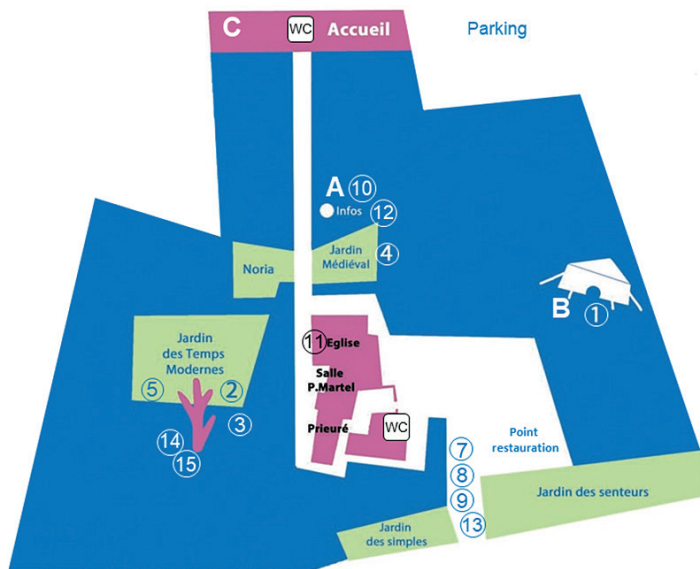 C WC Accueil Parking
A 10
Infos 12
Noria
Jardin
Médiéval 4
B 1
11 Eglise
Salle
P.Martel
Prieuré
WC
Jardin
des Temps
Modernes
5 2
3
14
15
7
8
9
13
Point
restauration
Jardin des senteurs
Jardin
des simples